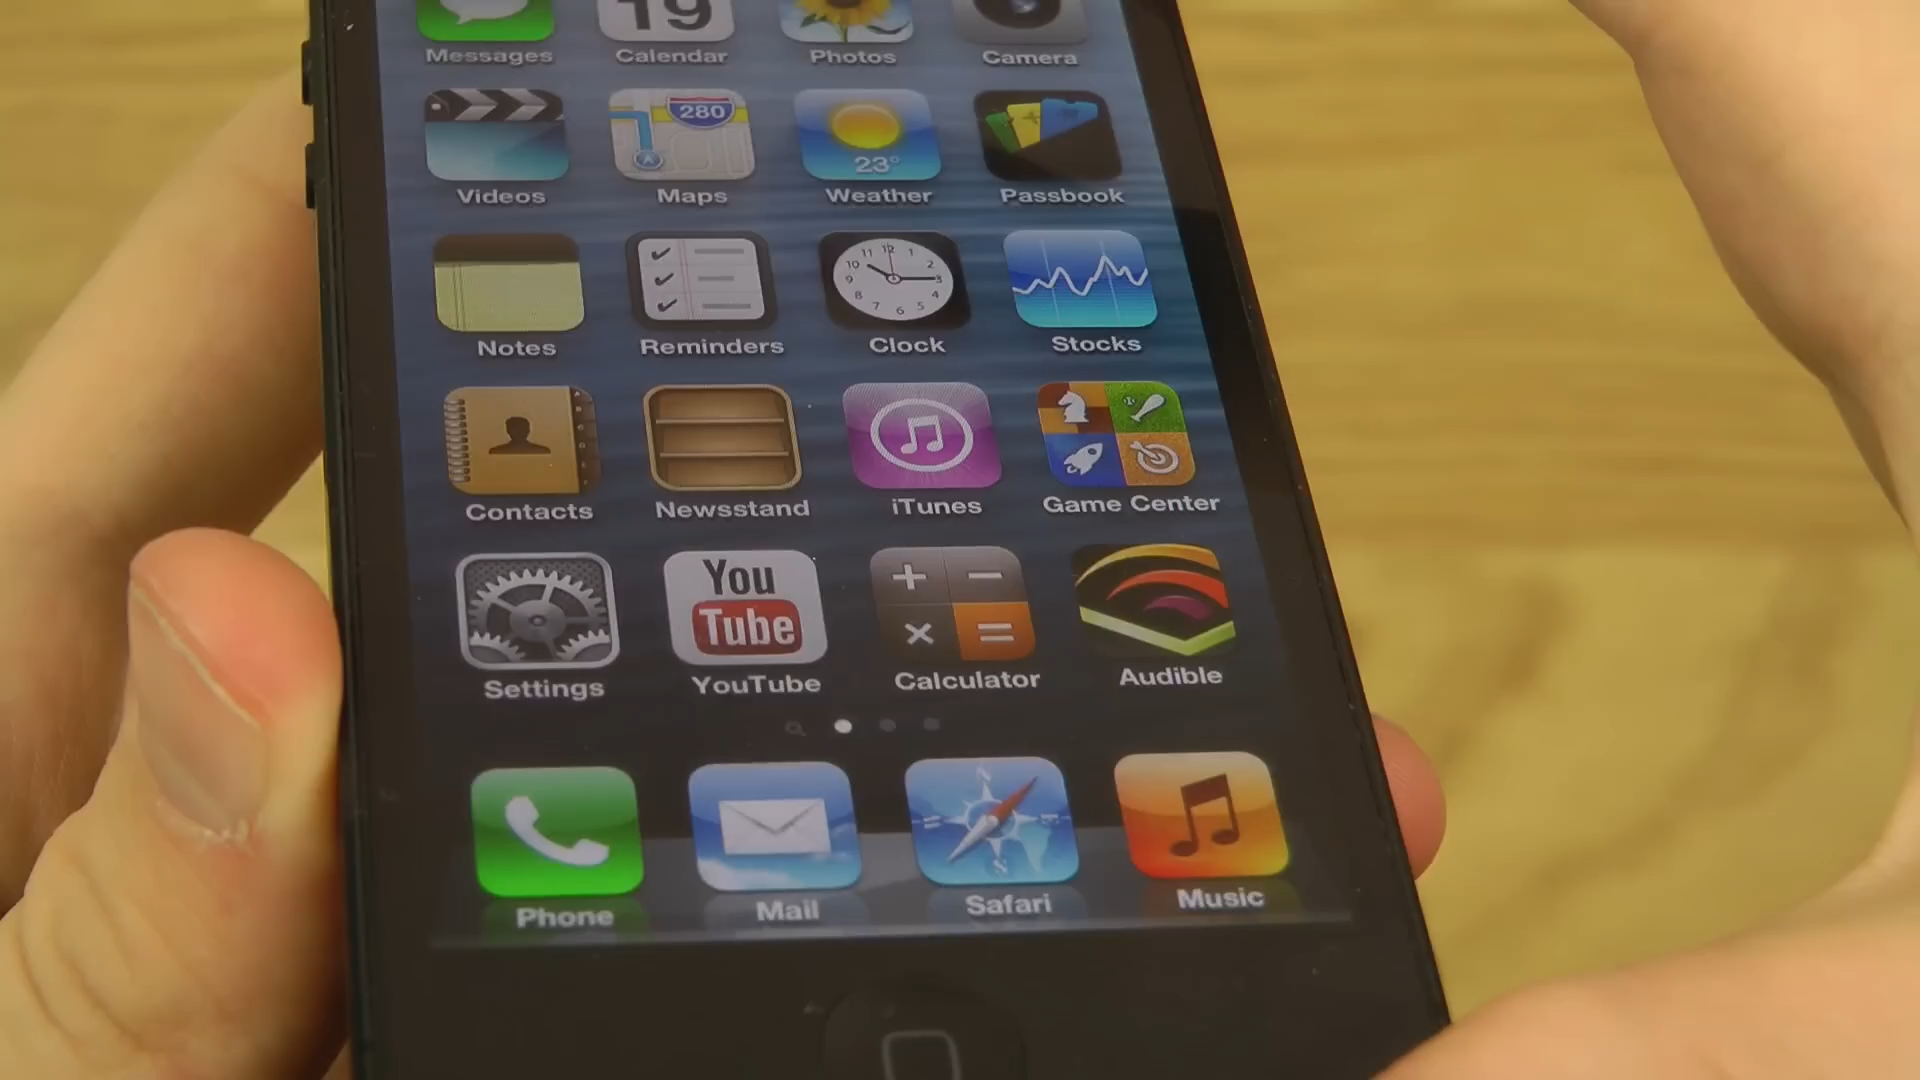 19
Messages Calendar Photos Camera
280
23°
Videos Maps Weather Passbook
Notes Reminders Clock Stocks
Contacts Newsstand iTunes Game Center
You
Tube
Settings YouTube Calculator Audible
Phone Mail Safari Music